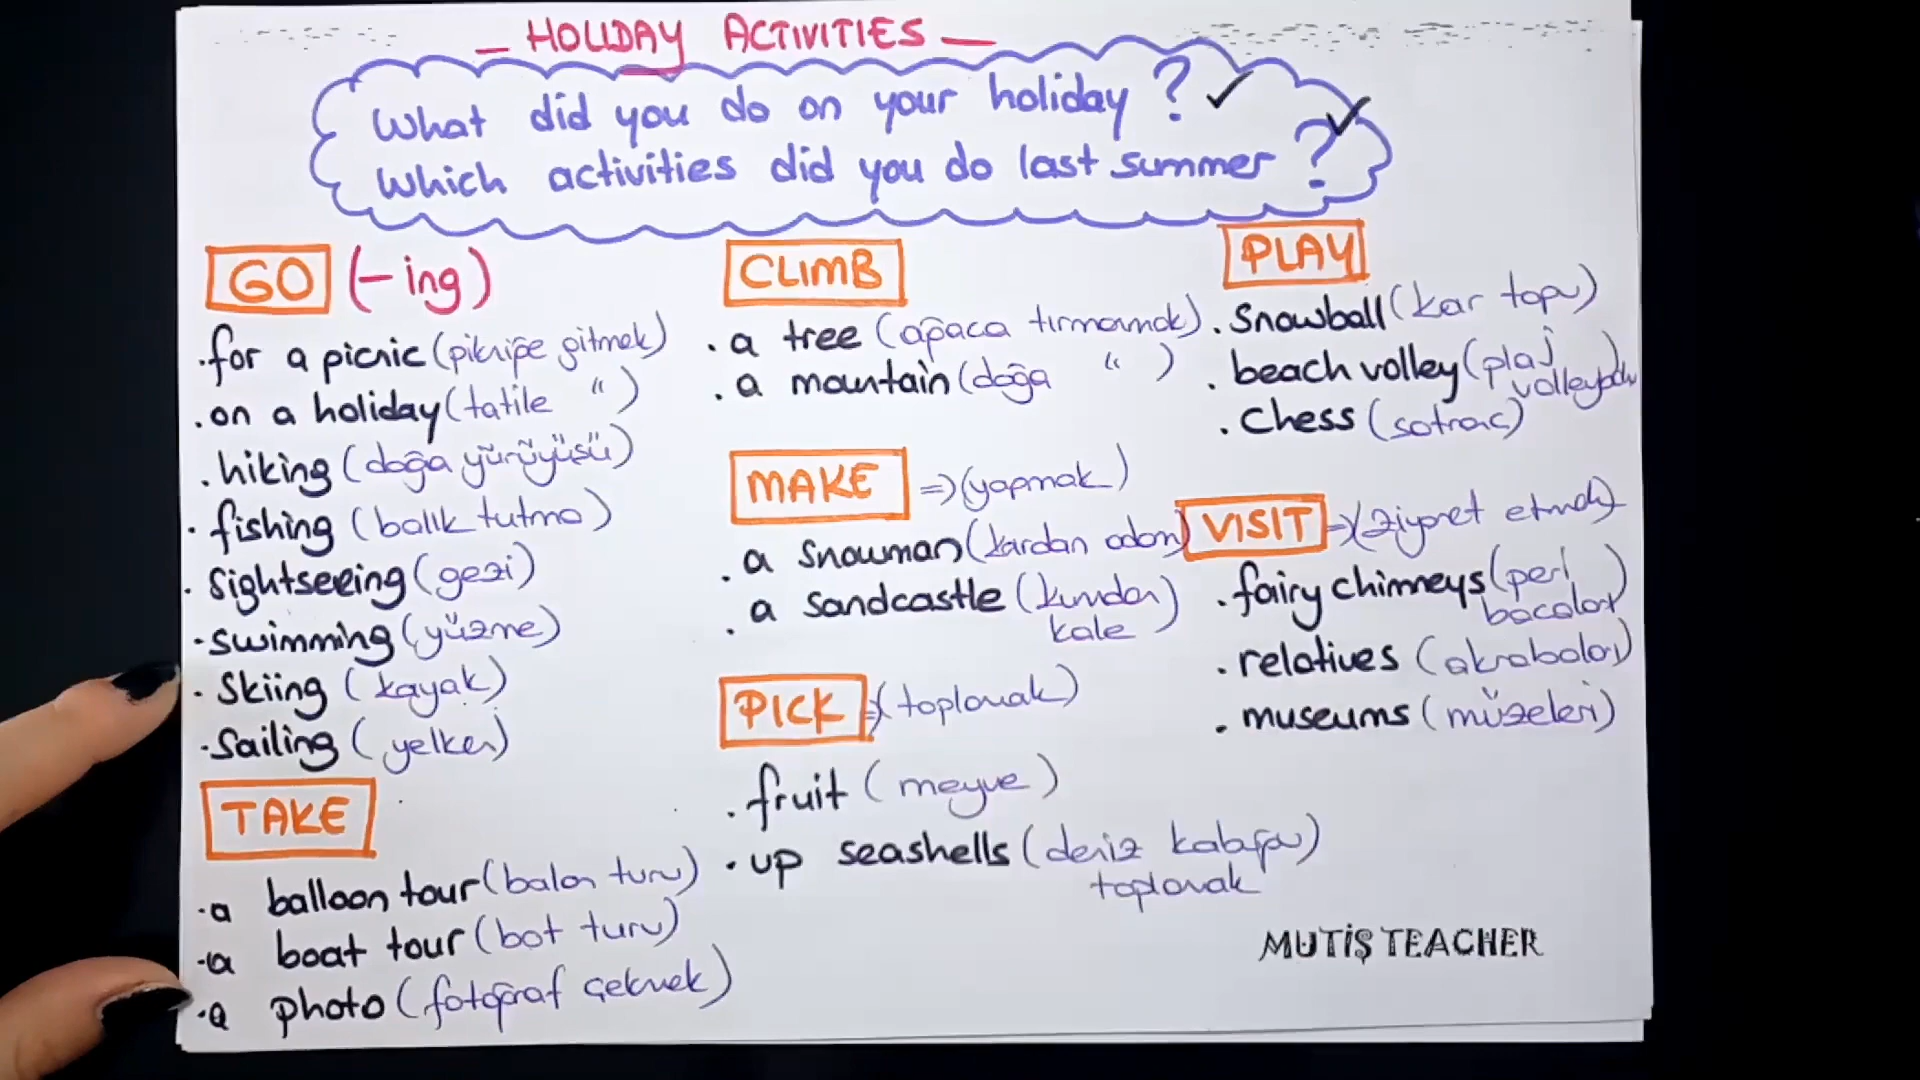 HOLIDAY ACTIVITIES
What did you do on your holiday ?
Which activities did you do last summer ?
GO (-ing)
. for a picnic (pikniğe gitmek)
. on a holiday (tatile " )
. hiking (doğa yürüyüşü)
. fishing (balık tutma)
. sightseeing (gezi)
. swimming (yüzme)
. Skiing (kayak)
. Sailing (yelken)
TAKE
. a balloon tour (balon turu)
. a boat tour (bot turu)
. a photo (fotoğraf çekmek)
CLIMB
. a tree (ağaca tırmanmak)
. a mountain (dağa " )
MAKE => (yapmak)
. a snowman (kardan adam)
. a sandcastle (kumdan
kale )
PICK => (toplamak)
. fruit (meyve)
. up seashells (deniz kabağu)
toplamak
PLAY
. Snowball (kar topu)
. beach volley (plaj
volleybolu)
. Chess (satranç)
VISIT => (ziyaret etmek)
. fairy chimneys (peri
bacaları)
. relatives (akrabaları)
. museums (müzeleri)
MUTİŞ TEACHER